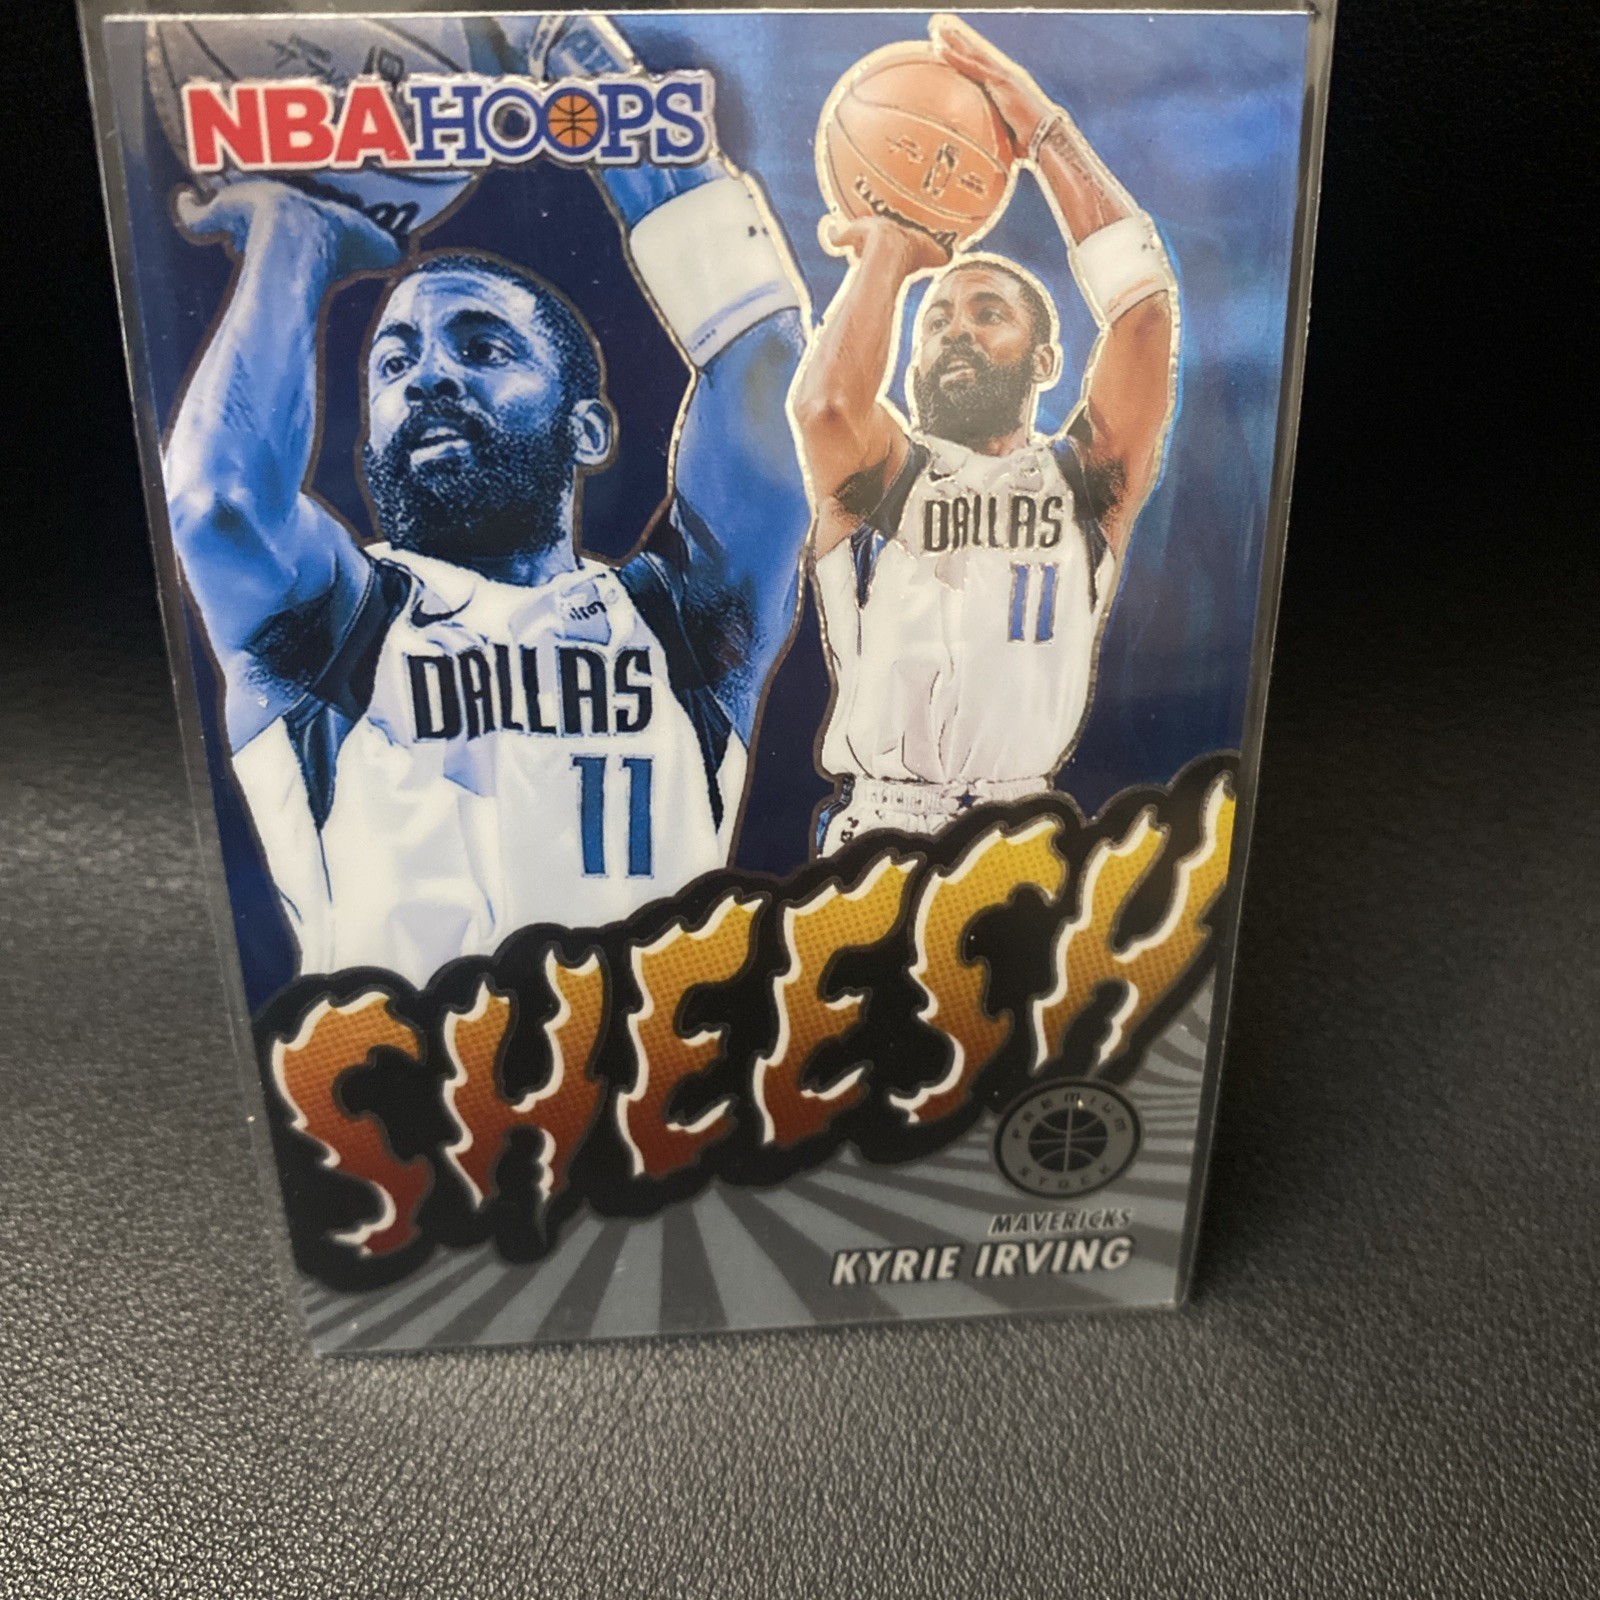 NBA HOOPS
DALLAS
11
DALLAS
11
SHEESH
PREMIUM
STOCK
MAVERICKS
KYRIE IRVING